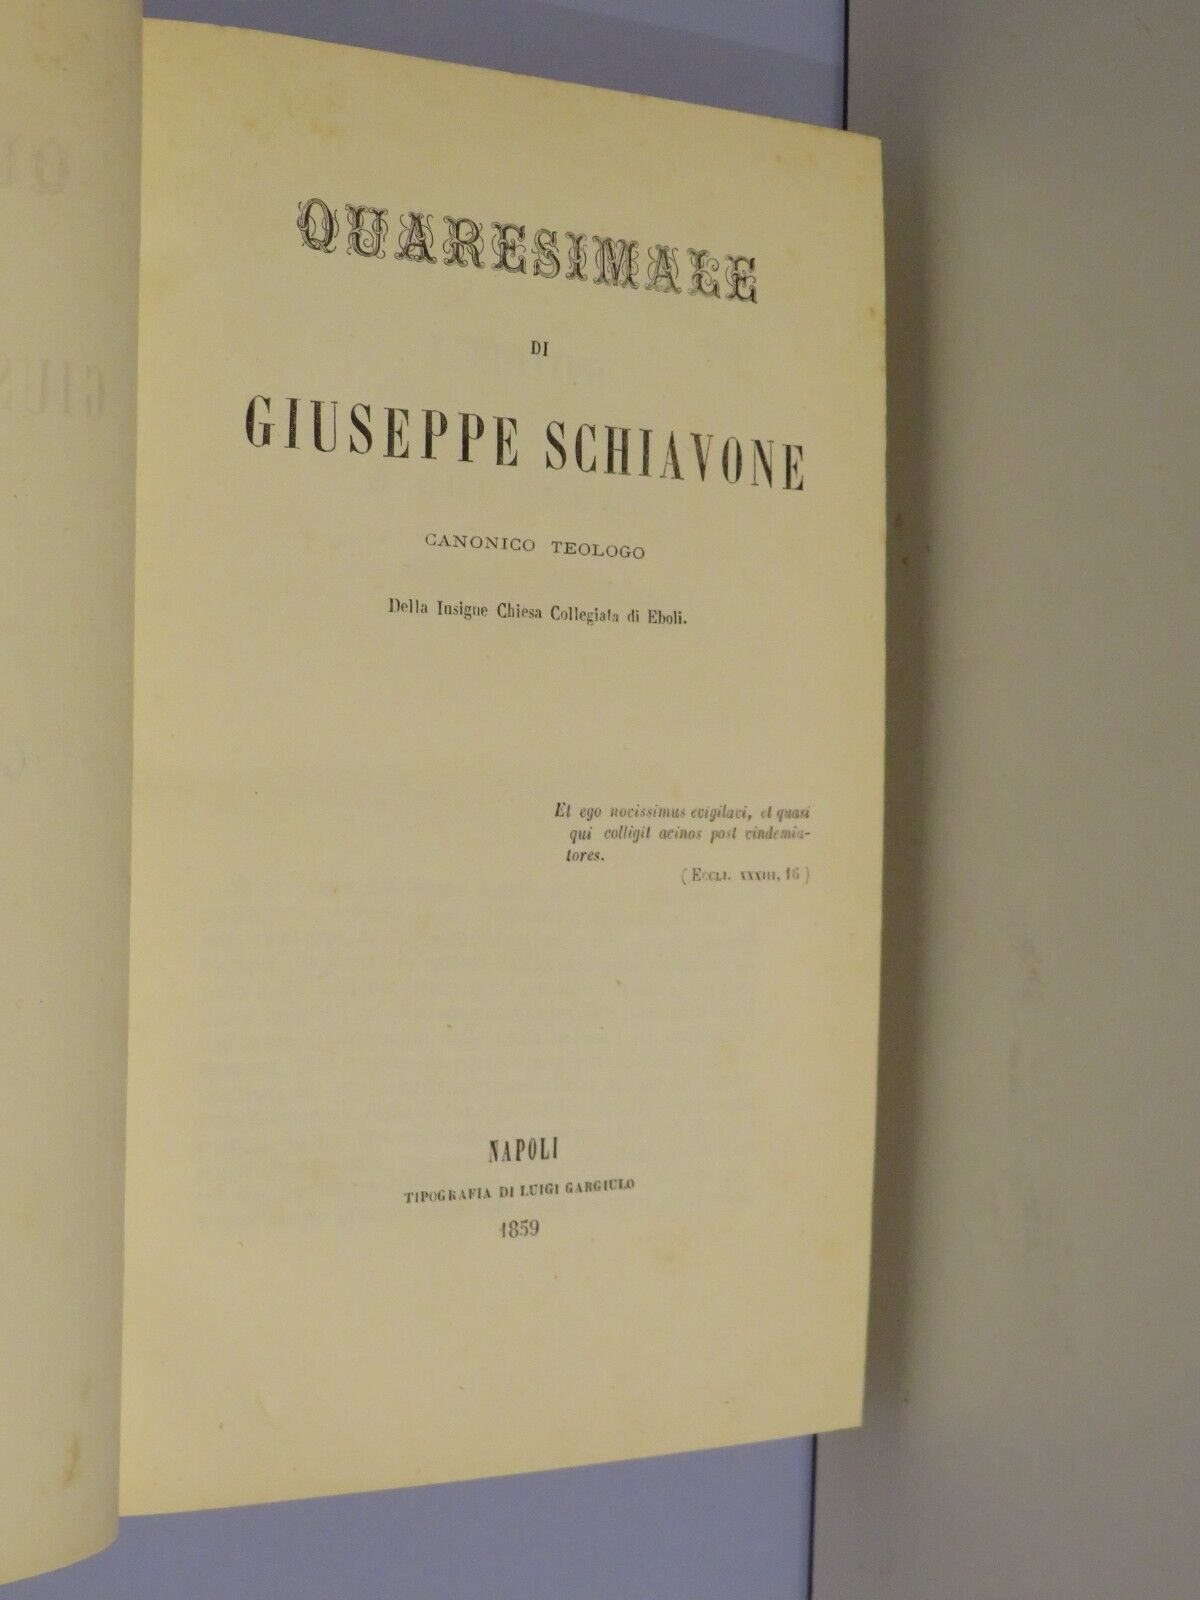 QUARESIMALE
DI
GIUSEPPE SCHIAVONE
CANONICO TEOLOGO
Della Insigne Chiesa Collegiata di Eboli.
Et ego novissimus evigilavi, et quasi
qui colligit acinos post vindemia-
tores.
( ECCLI. XXXIII, 16 )
NAPOLI
TIPOGRAFIA DI LUIGI GARGIULO
1859